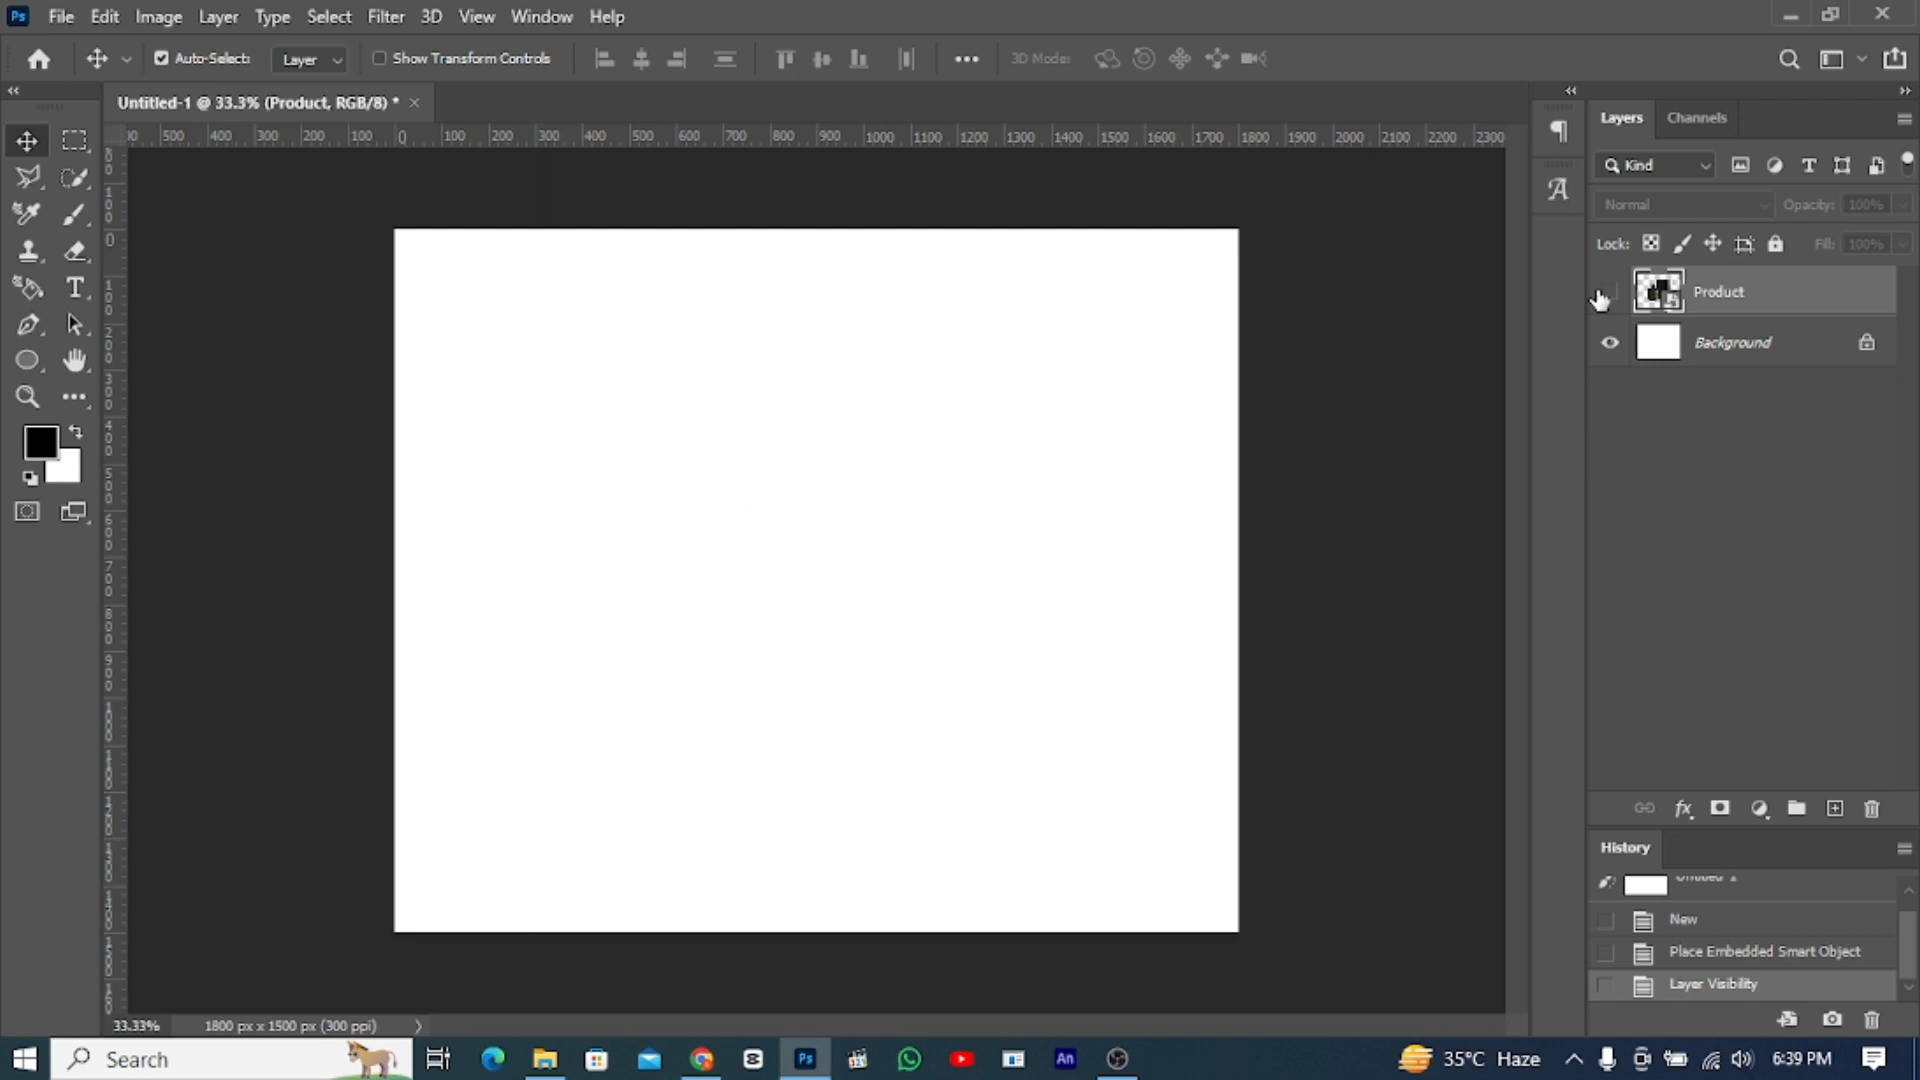 Ps File Edit Image Layer Type Select Filter 3D View Window Help
Auto-Select: Layer Show Transform Controls 3D Mode:
Untitled-1 @ 33.3% (Product, RGB/8) *
500 400 300 200 100 0 100 200 300 400 500 600 700 800 900 1000 1100 1200 1300 1400 1500 1600 1700 1800 1900 2000 2100 2200 2300
Layers Channels
Kind
Normal Opacity: 100%
Lock: Fill: 100%
Product
Background
fx
History
New
Place Embedded Smart Object
Layer Visibility
33.33% 1800 px x 1500 px (300 ppi)
Search Ps An 35°C Haze 6:39 PM